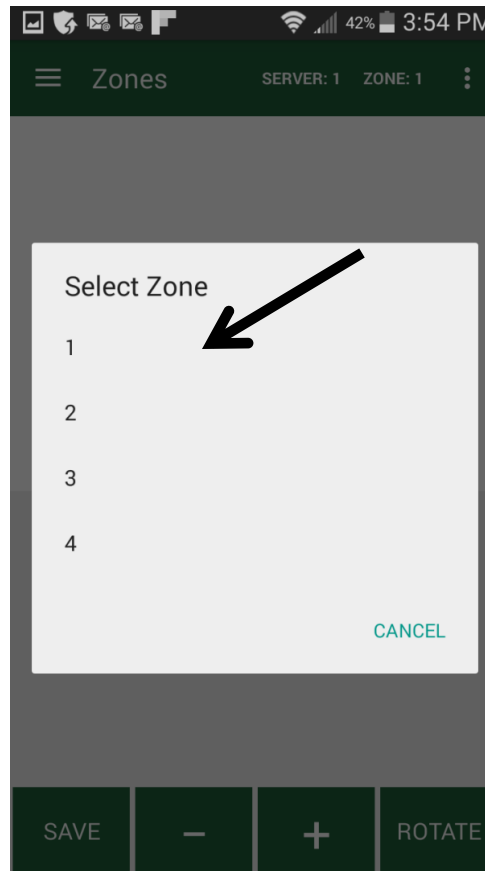 42% 3:54 PM
Zones SERVER: 1 ZONE: 1
Select Zone
1
2
3
4
CANCEL
SAVE − + ROTATE